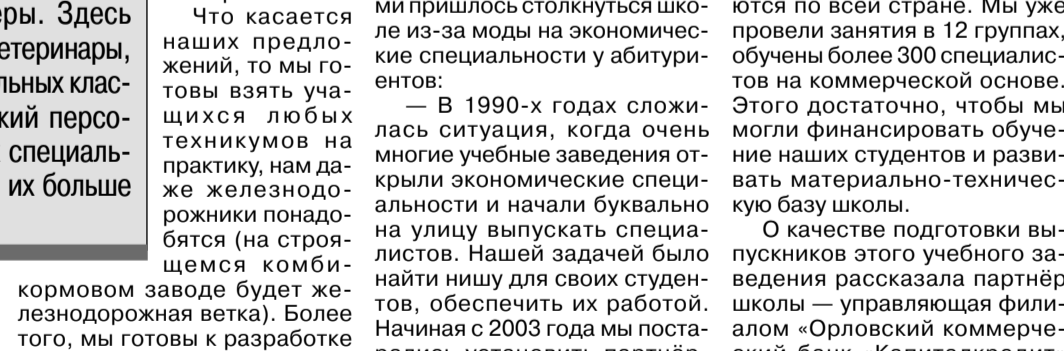 Здесь
персо-
специаль-
их больше
Что касается
наших предло-
жений, то мы го-
товы взять уча-
щихся любых
техникумов на
практику, нам да-
же железнодо-
рожники понадо-
бятся (на строя-
щемся комби-
кормовом заводе будет же-
лезнодорожная ветка). Более
того, мы готовы к разработке
ми пришлось столкнуться шко-
ле из-за моды на экономичес-
кие специальности у абитури-
ентов:
— В 1990-х годах сложи-
лась ситуация, когда очень
многие учебные заведения от-
крыли экономические специ-
альности и начали буквально
на улицу выпускать специа-
листов. Нашей задачей было
найти нишу для своих студен-
тов, обеспечить их работой.
Начиная с 2003 года мы поста-
ются по всей стране. Мы уже
провели занятия в 12 группах,
обучены более 300 специалис-
тов на коммерческой основе.
Этого достаточно, чтобы мы
могли финансировать обуче-
ние наших студентов и разви-
вать материально-техничес-
кую базу школы.
О качестве подготовки вы-
пускников этого учебного за-
ведения рассказала партнёр
школы — управляющая фили-
алом «Орловский коммерче-